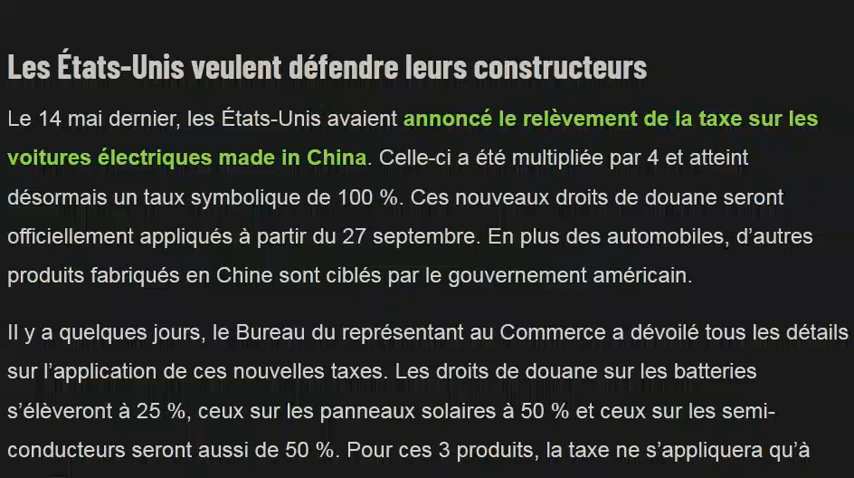 Les États-Unis veulent défendre leurs constructeurs
Le 14 mai dernier, les États-Unis avaient annoncé le relèvement de la taxe sur les
voitures électriques made in China. Celle-ci a été multipliée par 4 et atteint
désormais un taux symbolique de 100 %. Ces nouveaux droits de douane seront
officiellement appliqués à partir du 27 septembre. En plus des automobiles, d’autres
produits fabriqués en Chine sont ciblés par le gouvernement américain.
Il y a quelques jours, le Bureau du représentant au Commerce a dévoilé tous les détails
sur l’application de ces nouvelles taxes. Les droits de douane sur les batteries
s’élèveront à 25 %, ceux sur les panneaux solaires à 50 % et ceux sur les semi-
conducteurs seront aussi de 50 %. Pour ces 3 produits, la taxe ne s’appliquera qu’à